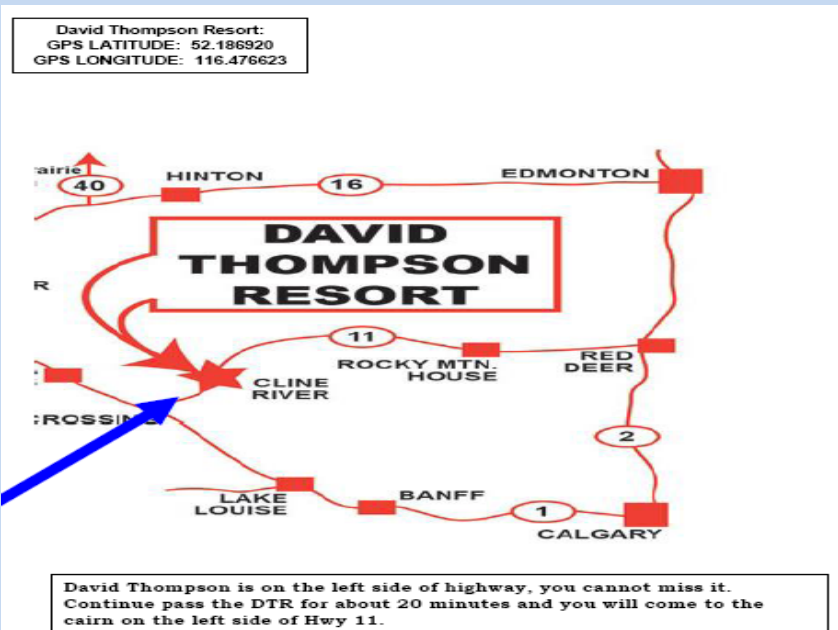 David Thompson Resort:
GPS LATITUDE: 52.186920
GPS LONGITUDE: 116.476623
airie
40
HINTON
16
EDMONTON
DAVID
THOMPSON
RESORT
R
11
ROCKY MTN.
HOUSE
RED
DEER
CLINE
RIVER
CROSSING
2
LAKE
LOUISE
BANFF
1
CALGARY
David Thompson is on the left side of highway, you cannot miss it.
Continue pass the DTR for about 20 minutes and you will come to the
cairn on the left side of Hwy 11.